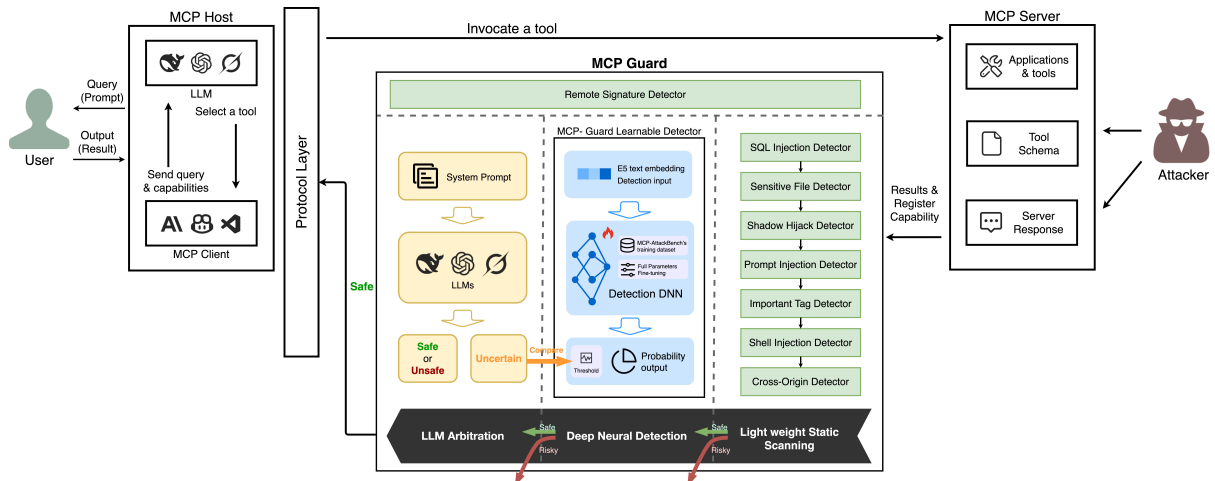 MCP Host
LLM
Select a tool
Send query
& capabilities
MCP Client
Query
(Prompt)
Output
(Result)
User
Protocol Layer
Invocate a tool
MCP Guard
Remote Signature Detector
System Prompt
LLMs
Safe
or
Unsafe
Uncertain
Compare
MCP- Guard Learnable Detector
E5 text embedding
Detection input
MCP-AttackBench's
training dataset
Full Parameters
Fine-tuning
Detection DNN
Threshold
Probability
output
SQL Injection Detector
Sensitive File Detector
Shadow Hijack Detector
Prompt Injection Detector
Important Tag Detector
Shell Injection Detector
Cross-Origin Detector
Safe
LLM Arbitration
Safe
Risky
Deep Neural Detection
Safe
Risky
Light weight Static
Scanning
Results &
Register
Capability
MCP Server
Applications
& tools
Tool
Schema
Server
Response
Attacker